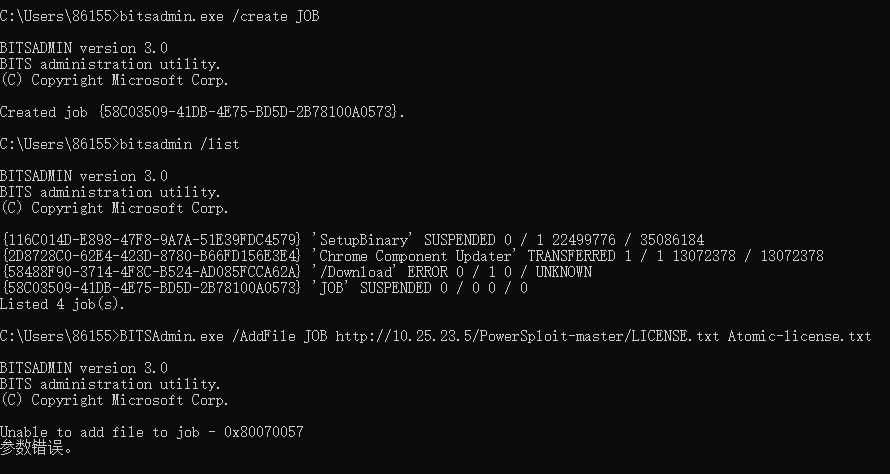 C:\Users\86155>bitsadmin.exe /create JOB
BITSADMIN version 3.0
BITS administration utility.
(C) Copyright Microsoft Corp.
Created job {58C03509-41DB-4E75-BD5D-2B78100A0573}.
C:\Users\86155>bitsadmin /list
BITSADMIN version 3.0
BITS administration utility.
(C) Copyright Microsoft Corp.
{116C014D-E898-47F8-9A7A-51E39FDC4579} 'SetupBinary' SUSPENDED 0 / 1 22499776 / 35086184
{2D8728C0-62E4-423D-8780-B66FD156E3E4} 'Chrome Component Updater' TRANSFERRED 1 / 1 13072378 / 13072378
{58488F90-3714-4F8C-B524-AD085FCCA62A} '/Download' ERROR 0 / 1 0 / UNKNOWN
{58C03509-41DB-4E75-BD5D-2B78100A0573} 'JOB' SUSPENDED 0 / 0 0 / 0
Listed 4 job(s).
C:\Users\86155>BITSAdmin.exe /AddFile JOB http://10.25.23.5/PowerSploit-master/LICENSE.txt Atomic-license.txt
BITSADMIN version 3.0
BITS administration utility.
(C) Copyright Microsoft Corp.
Unable to add file to job - 0x80070057
参数错误。